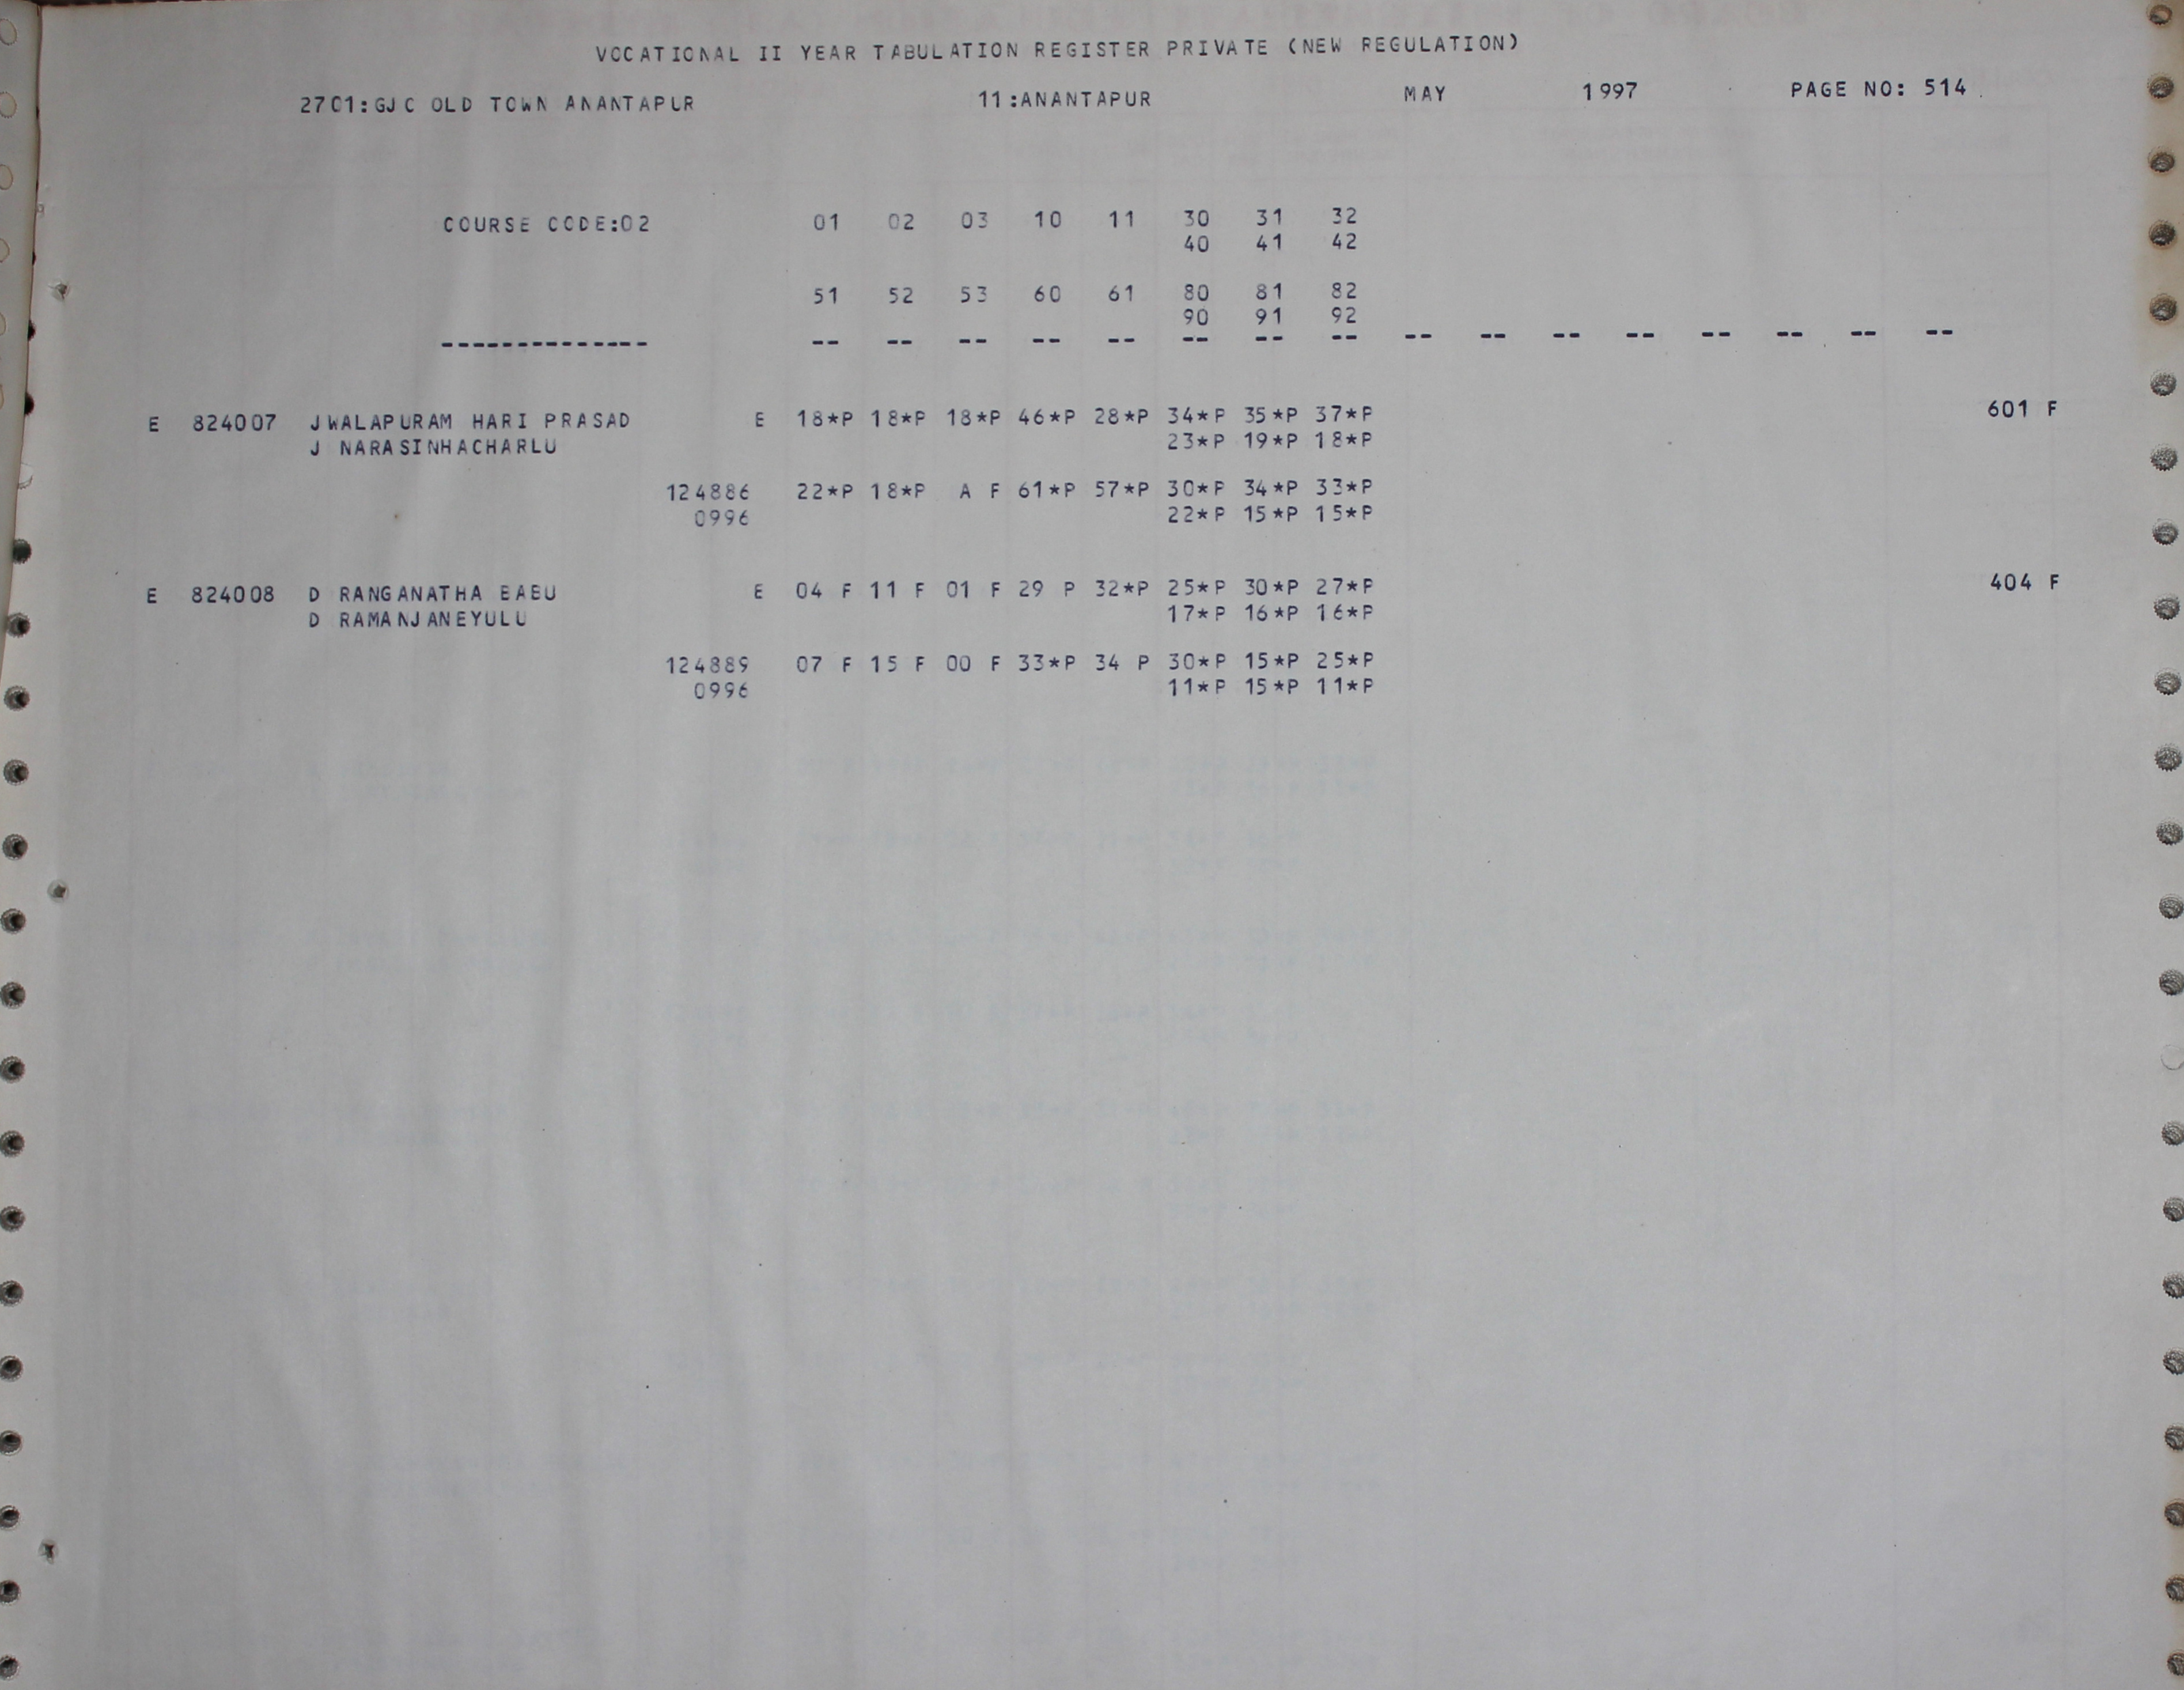 VOCATIONAL II YEAR TABULATION REGISTER PRIVATE (NEW REGULATION)
2701:GJC OLD TOWN ANANTAPUR 11:ANANTAPUR MAY 1997 PAGE NO: 514
COURSE CODE:02 01 02 03 10 11 30 31 32
40 41 42
51 52 53 60 61 80 81 82
90 91 92
-------------- -- -- -- -- -- -- -- -- -- -- -- -- -- -- -- --
E 824007 JWALAPURAM HARI PRASAD E 18*P 18*P 18*P 46*P 28*P 34*P 35*P 37*P 601 F
J NARASINHACHARLU 23*P 19*P 18*P
124886 22*P 18*P A F 61*P 57*P 30*P 34*P 33*P
0996 22*P 15*P 15*P
E 824008 D RANGANATHA BABU E 04 F 11 F 01 F 29 P 32*P 25*P 30*P 27*P 404 F
D RAMANJANEYULU 17*P 16*P 16*P
124889 07 F 15 F 00 F 33*P 34 P 30*P 15*P 25*P
0996 11*P 15*P 11*P